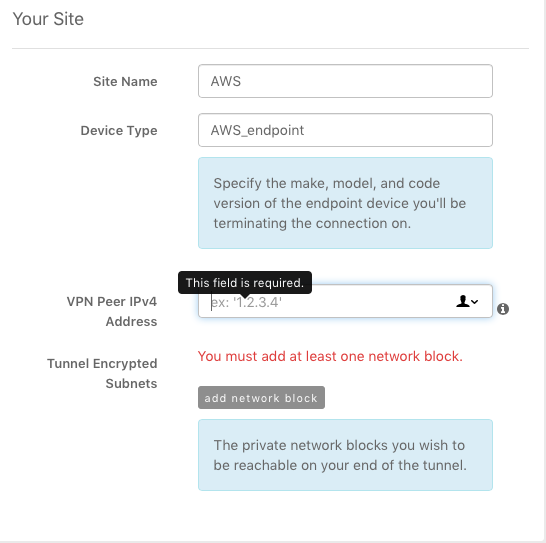 Your Site
Site Name
AWS
Device Type
AWS_endpoint
Specify the make, model, and code
version of the endpoint device you'll be
terminating the connection on.
This field is required.
VPN Peer IPv4
Address
ex: '1.2.3.4'
Tunnel Encrypted
Subnets
You must add at least one network block.
add network block
The private network blocks you wish to
be reachable on your end of the tunnel.